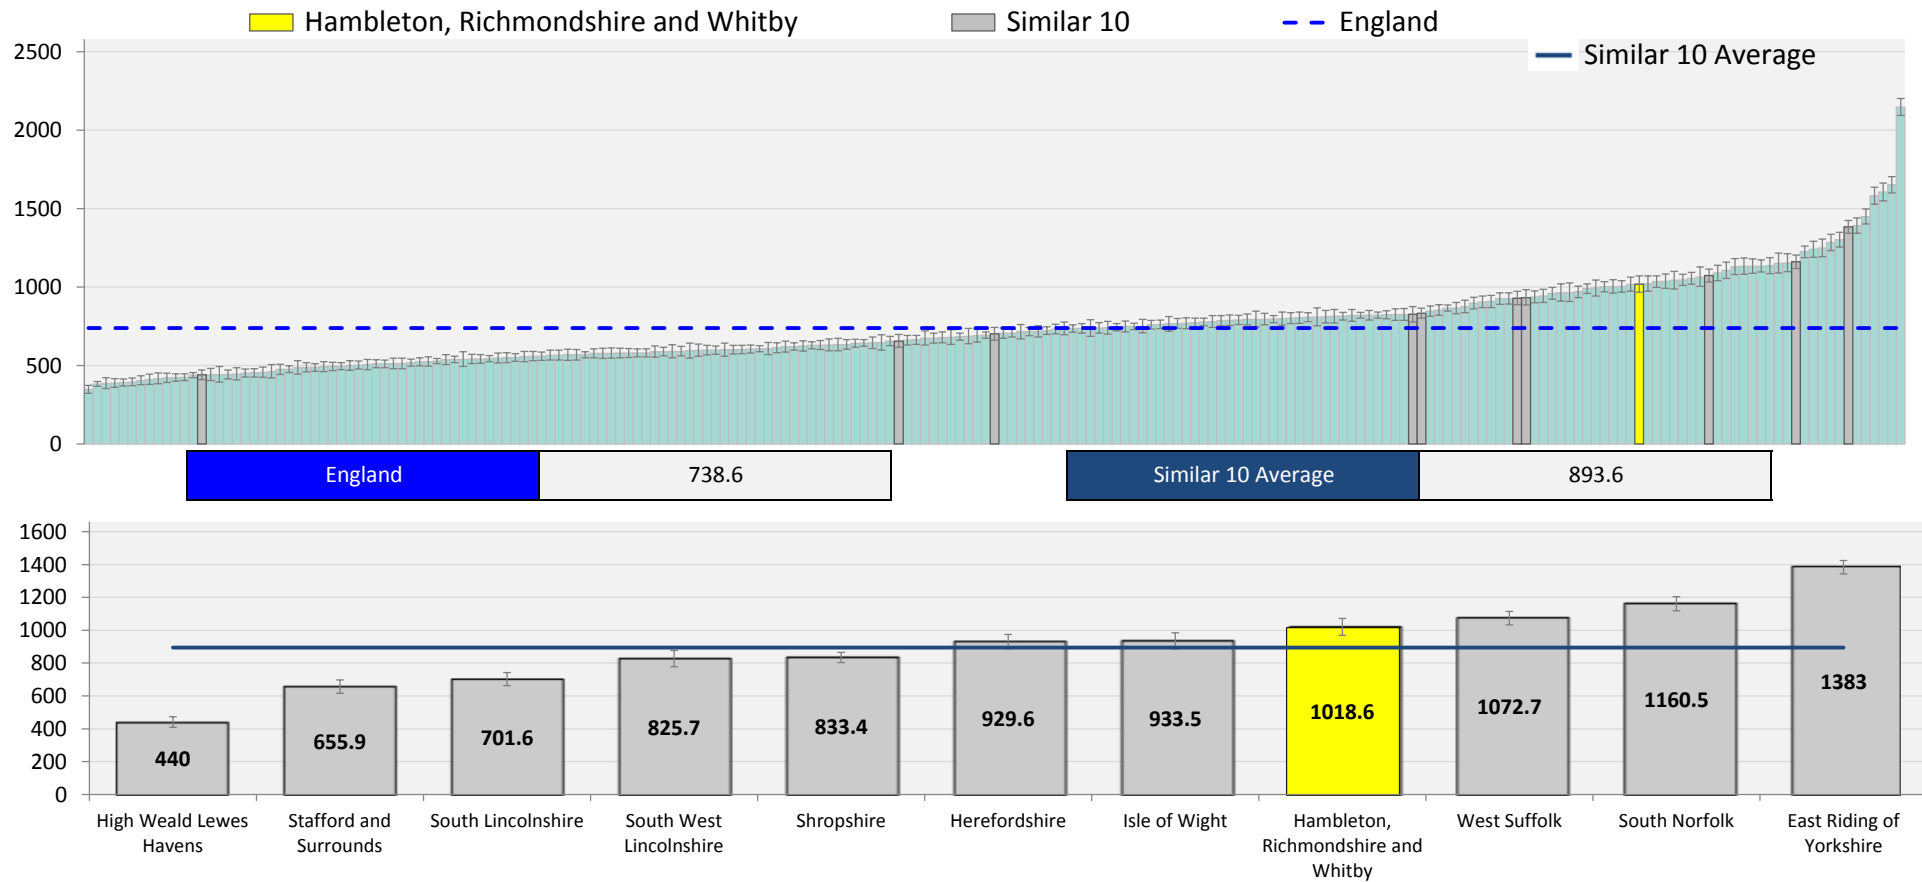 Hambleton, Richmondshire and Whitby
Similar 10
England
Similar 10 Average
2500
2000
1500
1000
500
0
England 738.6
Similar 10 Average 893.6
1600
1400
1200
1000
800
600
400
200
0
440
655.9
701.6
825.7
833.4
929.6
933.5
1018.6
1072.7
1160.5
1383
High Weald Lewes
Havens
Stafford and
Surrounds
South Lincolnshire
South West
Lincolnshire
Shropshire
Herefordshire
Isle of Wight
Hambleton,
Richmondshire and
Whitby
West Suffolk
South Norfolk
East Riding of
Yorkshire